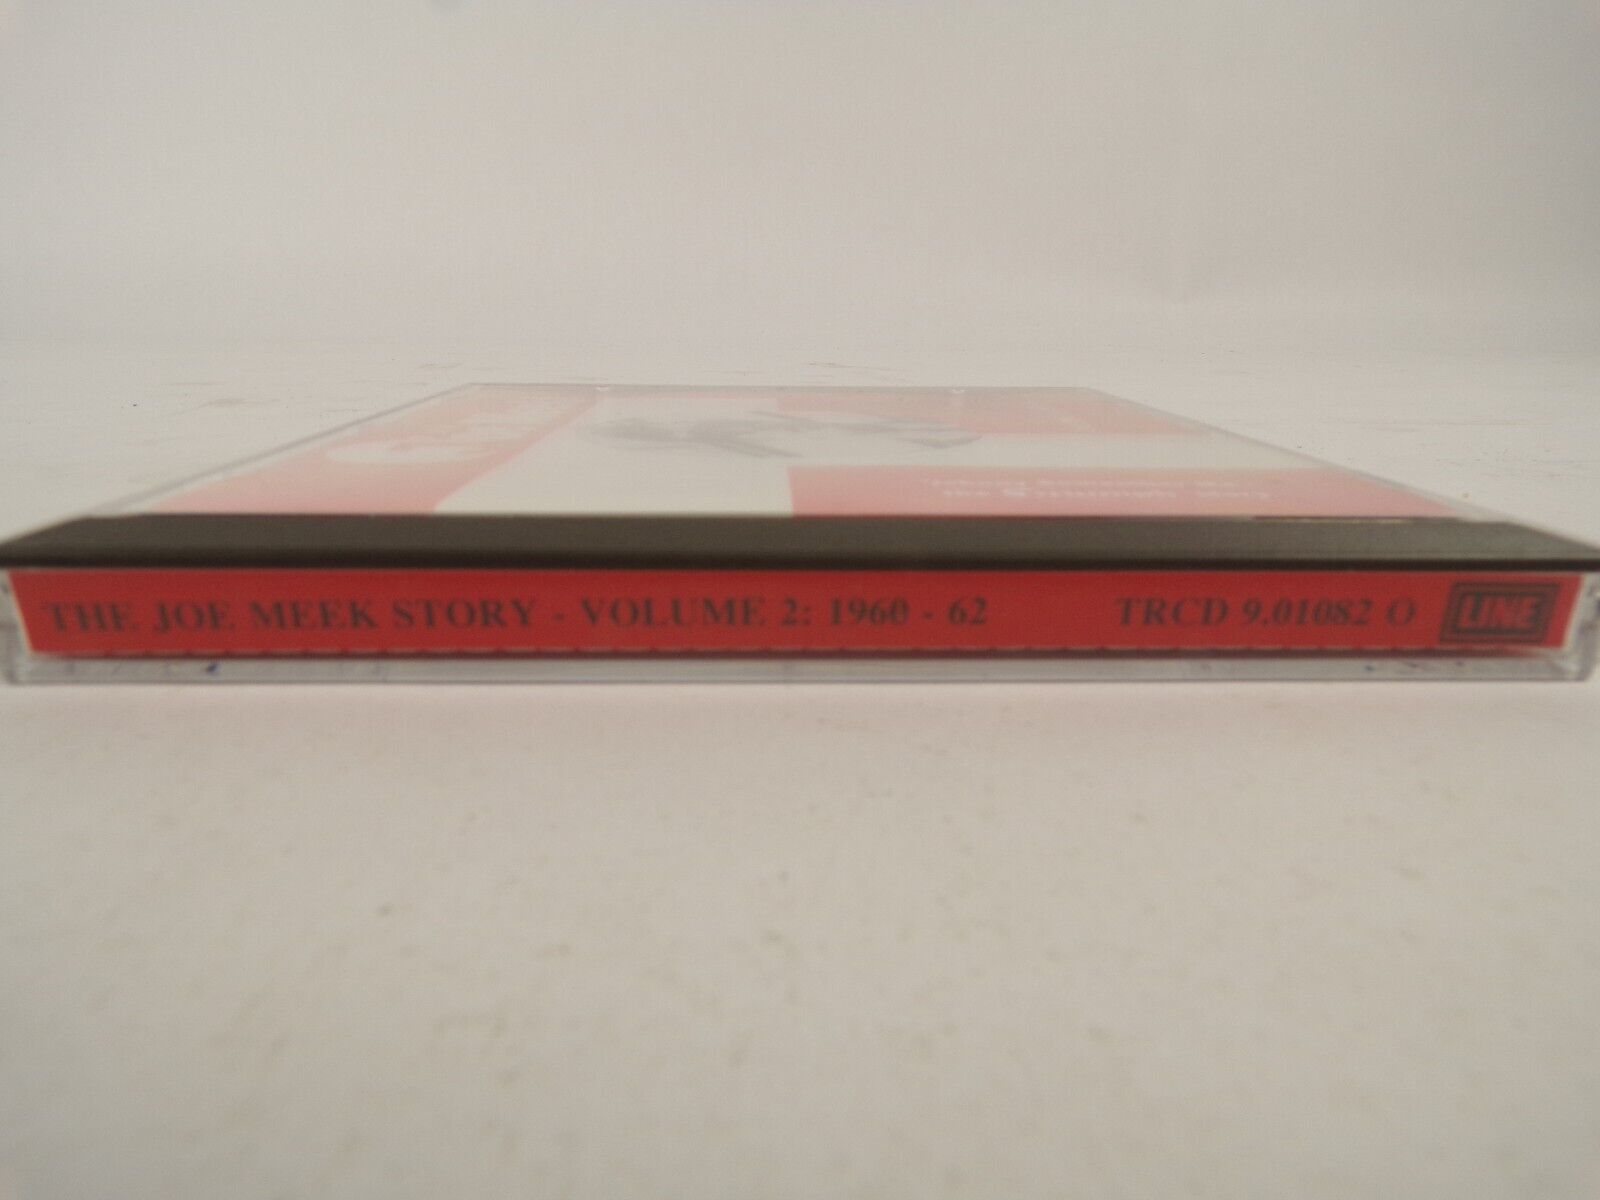 THE JOE MEEK STORY - VOLUME 2: 1960 - 62 TRCD 9.01082 O LINE